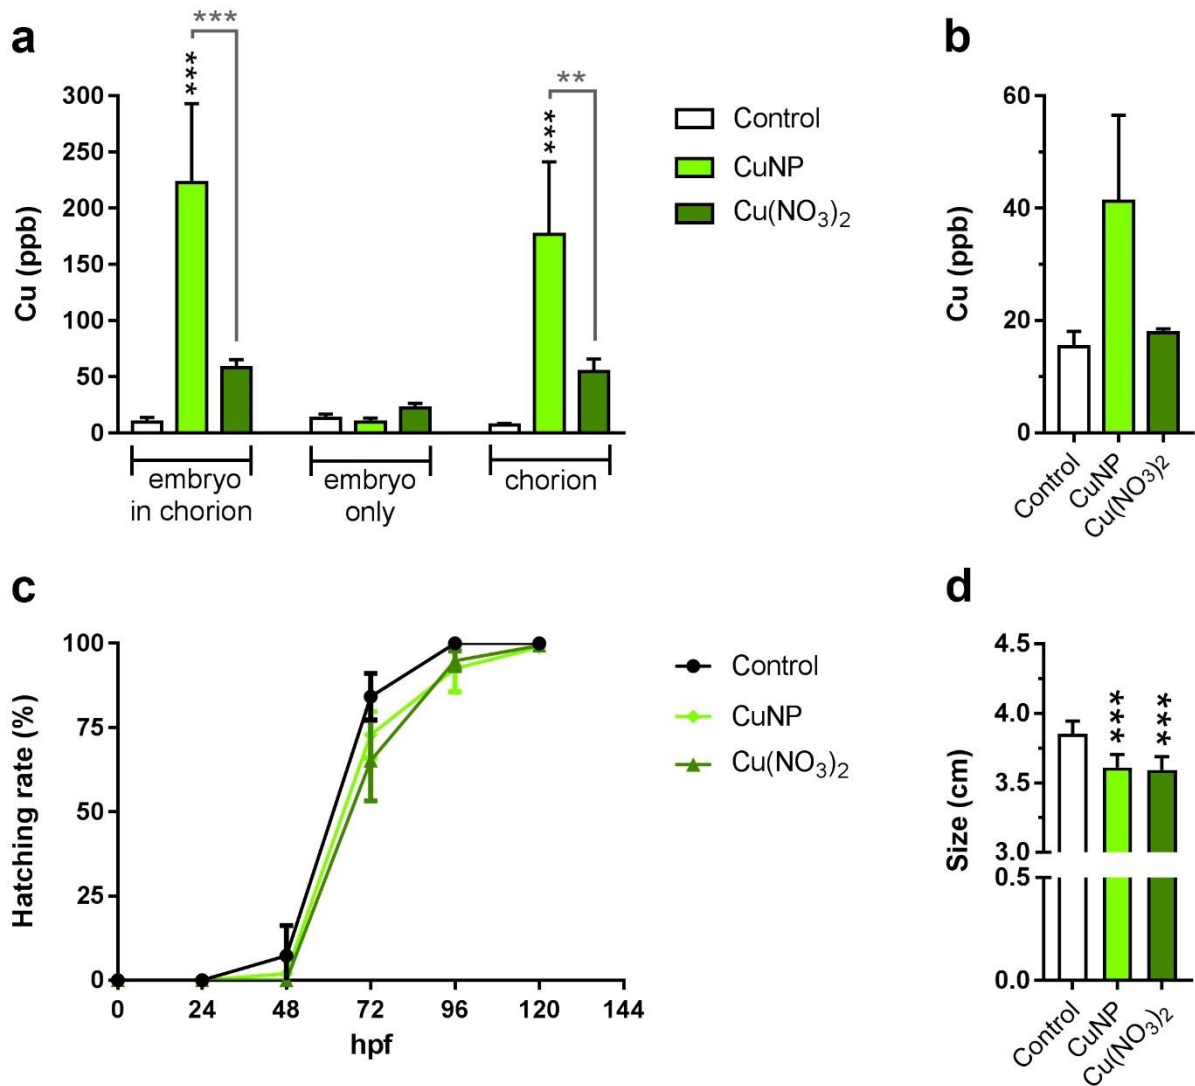 a
***
***
**
***
300
250
200
150
100
50
0
Cu (ppb)
embryo
in chorion
embryo
only
chorion
Control
CuNP
Cu(NO3)2
b
60
40
20
0
Cu (ppb)
Control
CuNP
Cu(NO3)2
c
100
75
50
25
0
Hatching rate (%)
0 24 48 72 96 120 144
hpf
Control
CuNP
Cu(NO3)2
d
4.5
4.0
3.5
3.0
0.5
0.0
Size (cm)
***
***
Control
CuNP
Cu(NO3)2